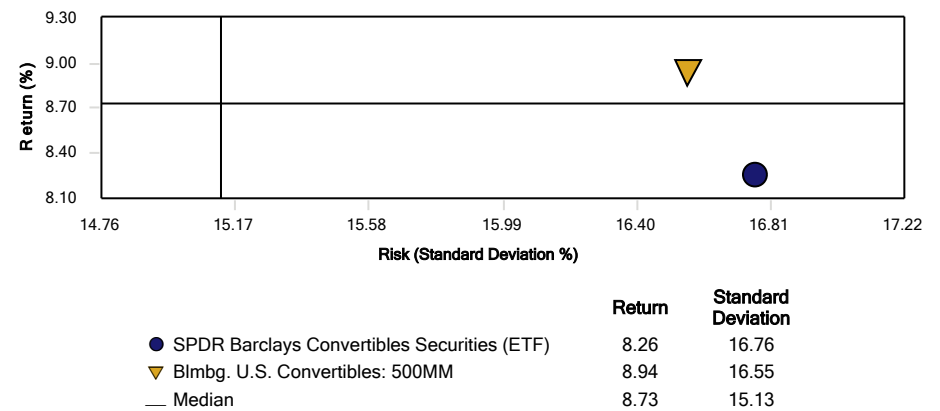 9.30
9.00
8.70
8.40
8.10
Return (%)
14.76 15.17 15.58 15.99 16.40 16.81 17.22
Risk (Standard Deviation %)
Return Standard Deviation
SPDR Barclays Convertibles Securities (ETF) 8.26 16.76
Blmbg. U.S. Convertibles: 500MM 8.94 16.55
Median 8.73 15.13